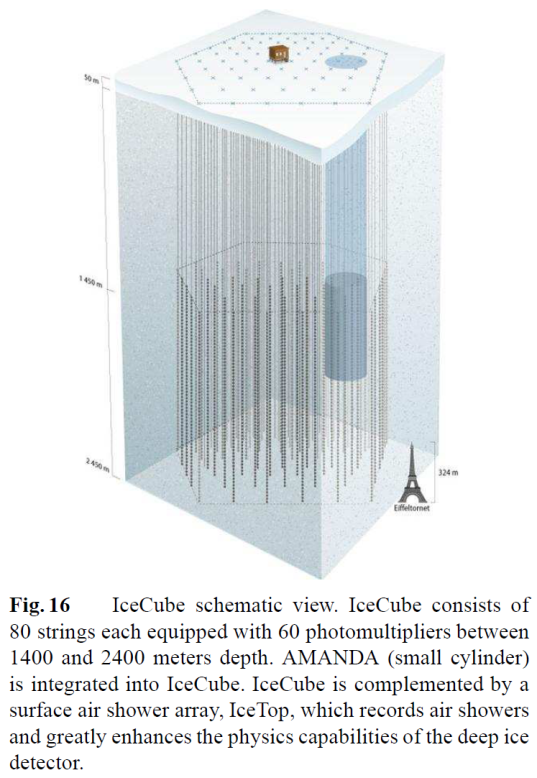 50 m
1 450 m
2 450 m
324 m
Eiffeltornet
Fig. 16 IceCube schematic view. IceCube consists of
80 strings each equipped with 60 photomultipliers between
1400 and 2400 meters depth. AMANDA (small cylinder)
is integrated into IceCube. IceCube is complemented by a
surface air shower array, IceTop, which records air showers
and greatly enhances the physics capabilities of the deep ice
detector.